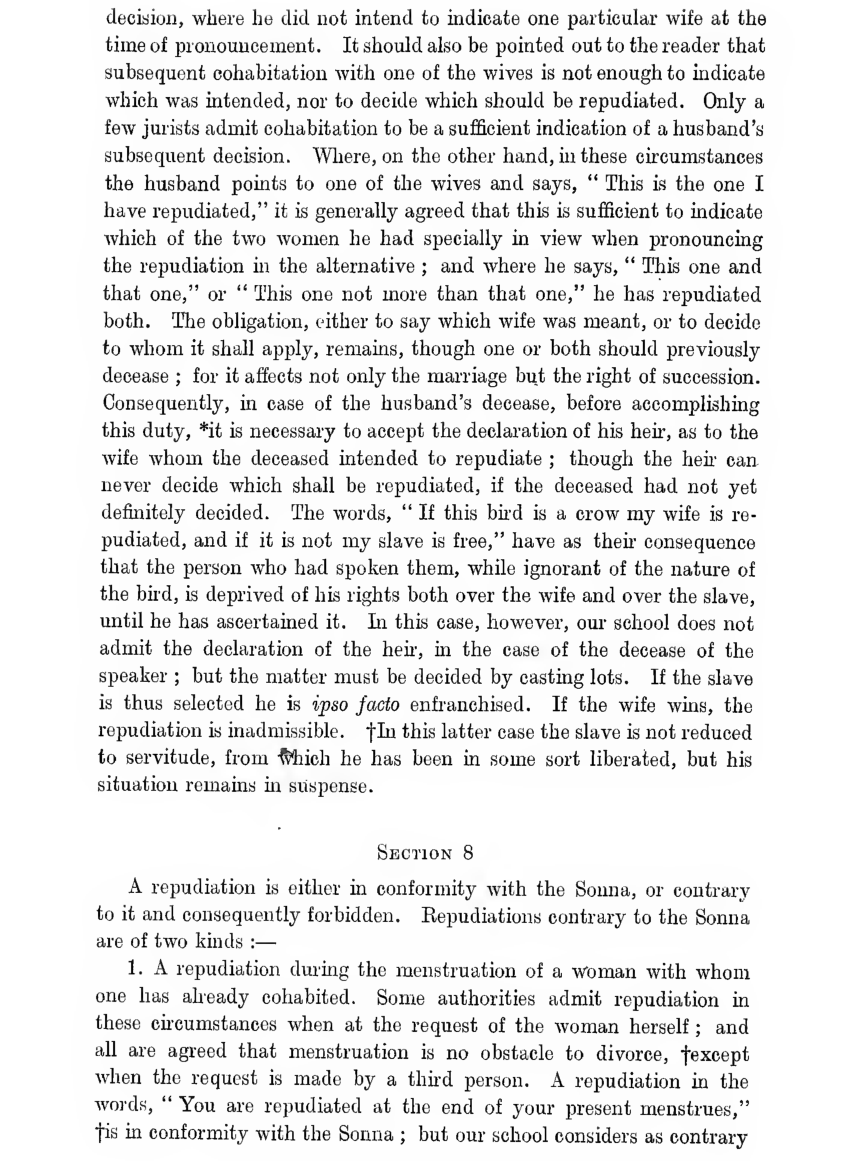 decision, where he did not intend to indicate one particular wife at the
time of pronouncement. It should also be pointed out to the reader that
subsequent cohabitation with one of the wives is not enough to indicate
which was intended, nor to decide which should be repudiated. Only a
few jurists admit cohabitation to be a sufficient indication of a husband's
subsequent decision. Where, on the other hand, in these circumstances
the husband points to one of the wives and says, “ This is the one I
have repudiated,” it is generally agreed that this is sufficient to indicate
which of the two women he had specially in view when pronouncing
the repudiation in the alternative ; and where he says, “ This one and
that one,” or “ This one not more than that one,” he has repudiated
both. The obligation, either to say which wife was meant, or to decide
to whom it shall apply, remains, though one or both should previously
decease ; for it affects not only the marriage but the right of succession.
Consequently, in case of the husband's decease, before accomplishing
this duty, *it is necessary to accept the declaration of his heir, as to the
wife whom the deceased intended to repudiate ; though the heir can
never decide which shall be repudiated, if the deceased had not yet
definitely decided. The words, “ If this bird is a crow my wife is re-
pudiated, and if it is not my slave is free,” have as their consequence
that the person who had spoken them, while ignorant of the nature of
the bird, is deprived of his rights both over the wife and over the slave,
until he has ascertained it. In this case, however, our school does not
admit the declaration of the heir, in the case of the decease of the
speaker ; but the matter must be decided by casting lots. If the slave
is thus selected he is ipso facto enfranchised. If the wife wins, the
repudiation is inadmissible. †In this latter case the slave is not reduced
to servitude, from which he has been in some sort liberated, but his
situation remains in suspense.
SECTION 8
A repudiation is either in conformity with the Sonna, or contrary
to it and consequently forbidden. Repudiations contrary to the Sonna
are of two kinds :—
1. A repudiation during the menstruation of a woman with whom
one has already cohabited. Some authorities admit repudiation in
these circumstances when at the request of the woman herself ; and
all are agreed that menstruation is no obstacle to divorce, †except
when the request is made by a third person. A repudiation in the
words, “ You are repudiated at the end of your present menstrues,”
†is in conformity with the Sonna ; but our school considers as contrary